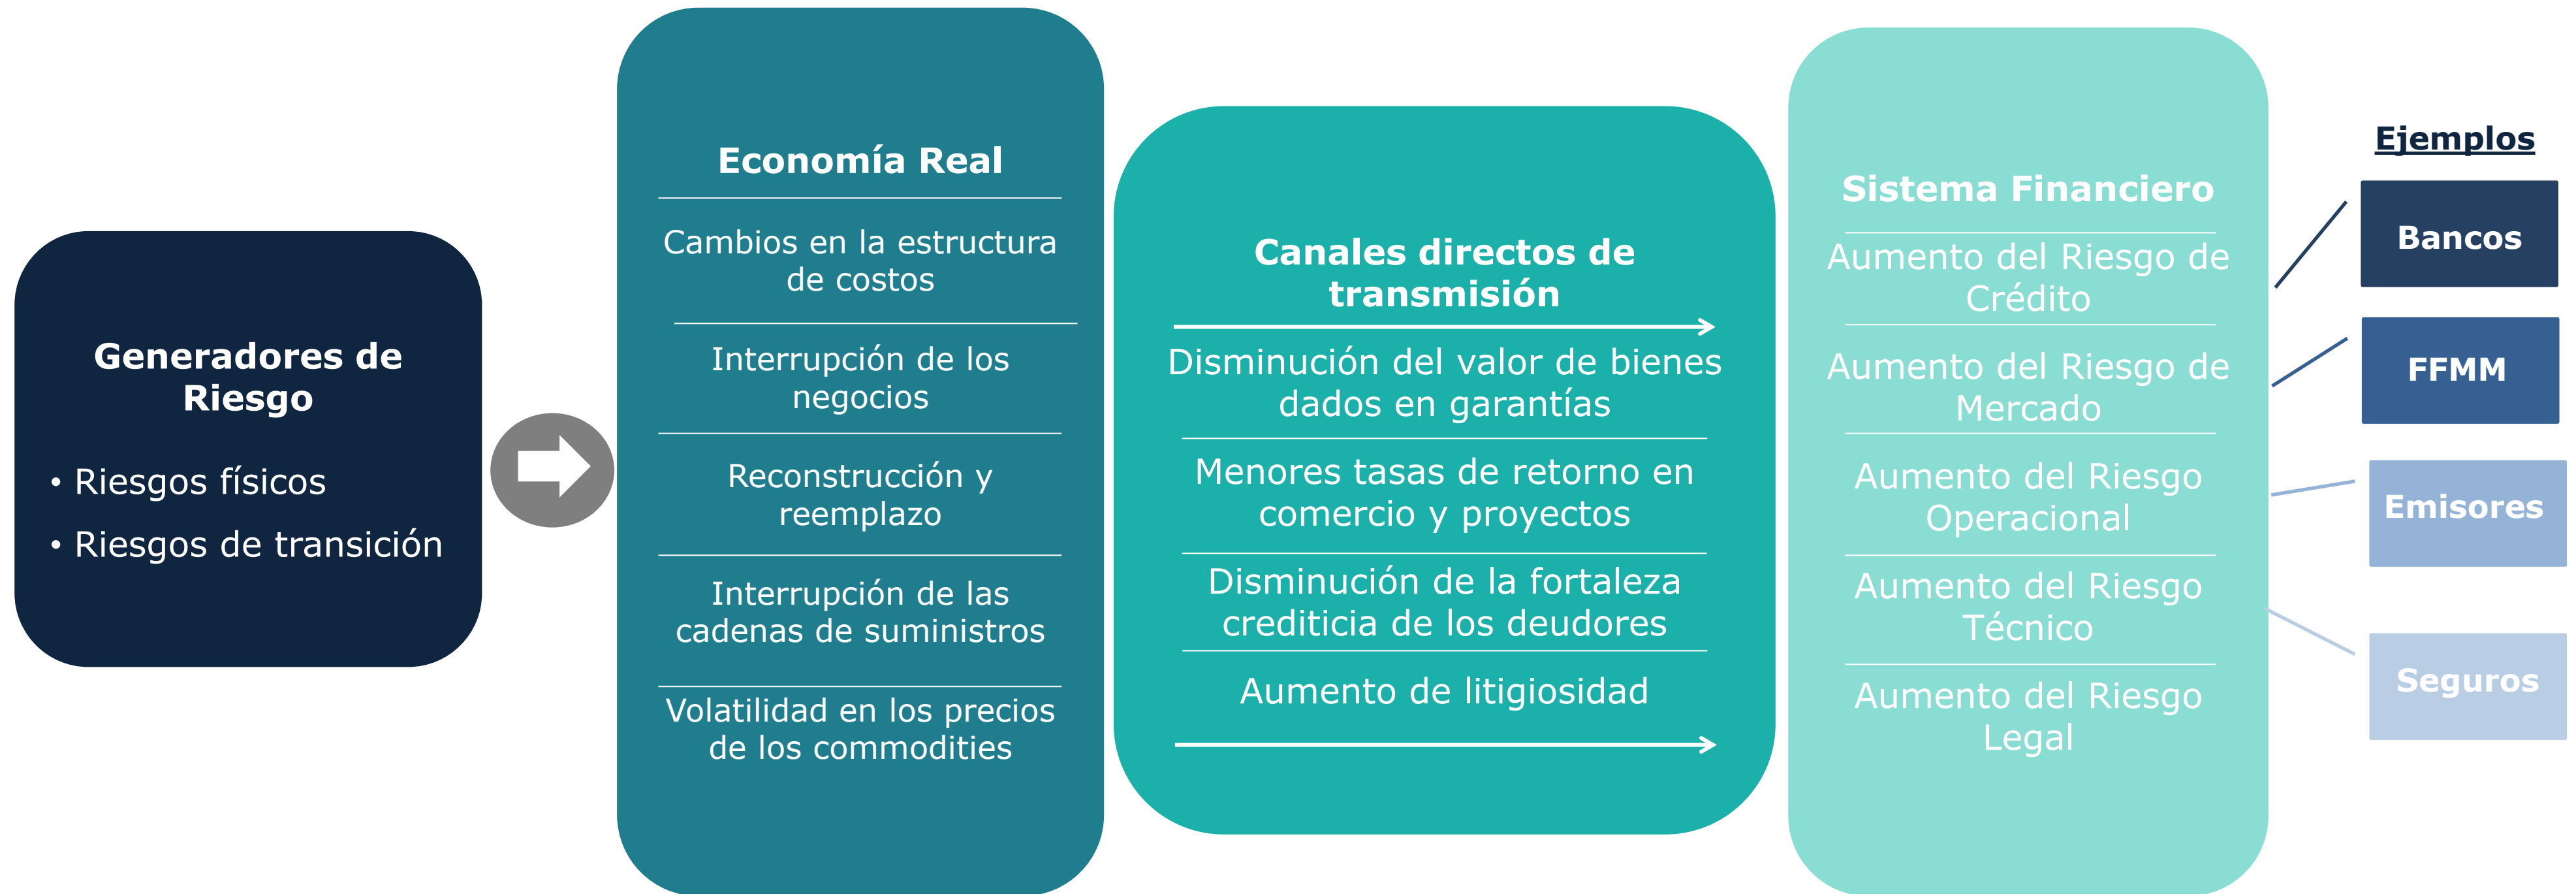 Generadores de
Riesgo
• Riesgos físicos
• Riesgos de transición
Economía Real
Cambios en la estructura
de costos
Interrupción de los
negocios
Reconstrucción y
reemplazo
Interrupción de las
cadenas de suministros
Volatilidad en los precios
de los commodities
Canales directos de
transmisión
Disminución del valor de bienes
dados en garantías
Menores tasas de retorno en
comercio y proyectos
Disminución de la fortaleza
crediticia de los deudores
Aumento de litigiosidad
Sistema Financiero
Aumento del Riesgo de
Crédito
Aumento del Riesgo de
Mercado
Aumento del Riesgo
Operacional
Aumento del Riesgo
Técnico
Aumento del Riesgo
Legal
Ejemplos
Bancos
FFMM
Emisores
Seguros